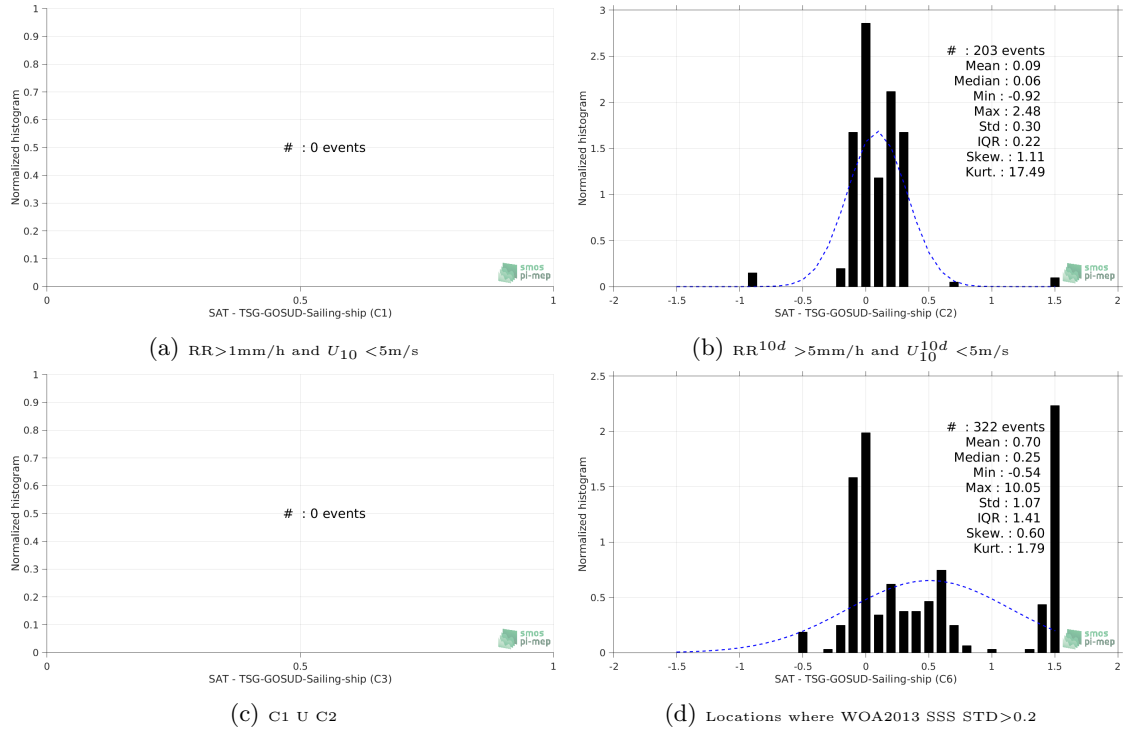 1
0.9
0.8
0.7
0.6
0.5
0.4
0.3
0.2
0.1
0
Normalized histogram
# : 0 events
smos
pi-mep
0 0.5 1
SAT - TSG-GOSUD-Sailing-ship (C1)
(a) RR>1mm/h and U10 <5m/s
3
2.5
2
1.5
1
0.5
0
Normalized histogram
# : 203 events
Mean : 0.09
Median : 0.06
Min : -0.92
Max : 2.48
Std : 0.30
IQR : 0.22
Skew. : 1.11
Kurt. : 17.49
smos
pi-mep
-2 -1.5 -1 -0.5 0 0.5 1 1.5 2
SAT - TSG-GOSUD-Sailing-ship (C2)
(b) RR10d >5mm/h and U10d10 <5m/s
1
0.9
0.8
0.7
0.6
0.5
0.4
0.3
0.2
0.1
0
Normalized histogram
# : 0 events
smos
pi-mep
0 0.5 1
SAT - TSG-GOSUD-Sailing-ship (C3)
(c) C1 U C2
2.5
2
1.5
1
0.5
0
Normalized histogram
# : 322 events
Mean : 0.70
Median : 0.25
Min : -0.54
Max : 10.05
Std : 1.07
IQR : 1.41
Skew. : 0.60
Kurt. : 1.79
smos
pi-mep
-2 -1.5 -1 -0.5 0 0.5 1 1.5 2
SAT - TSG-GOSUD-Sailing-ship (C6)
(d) Locations where WOA2013 SSS STD>0.2